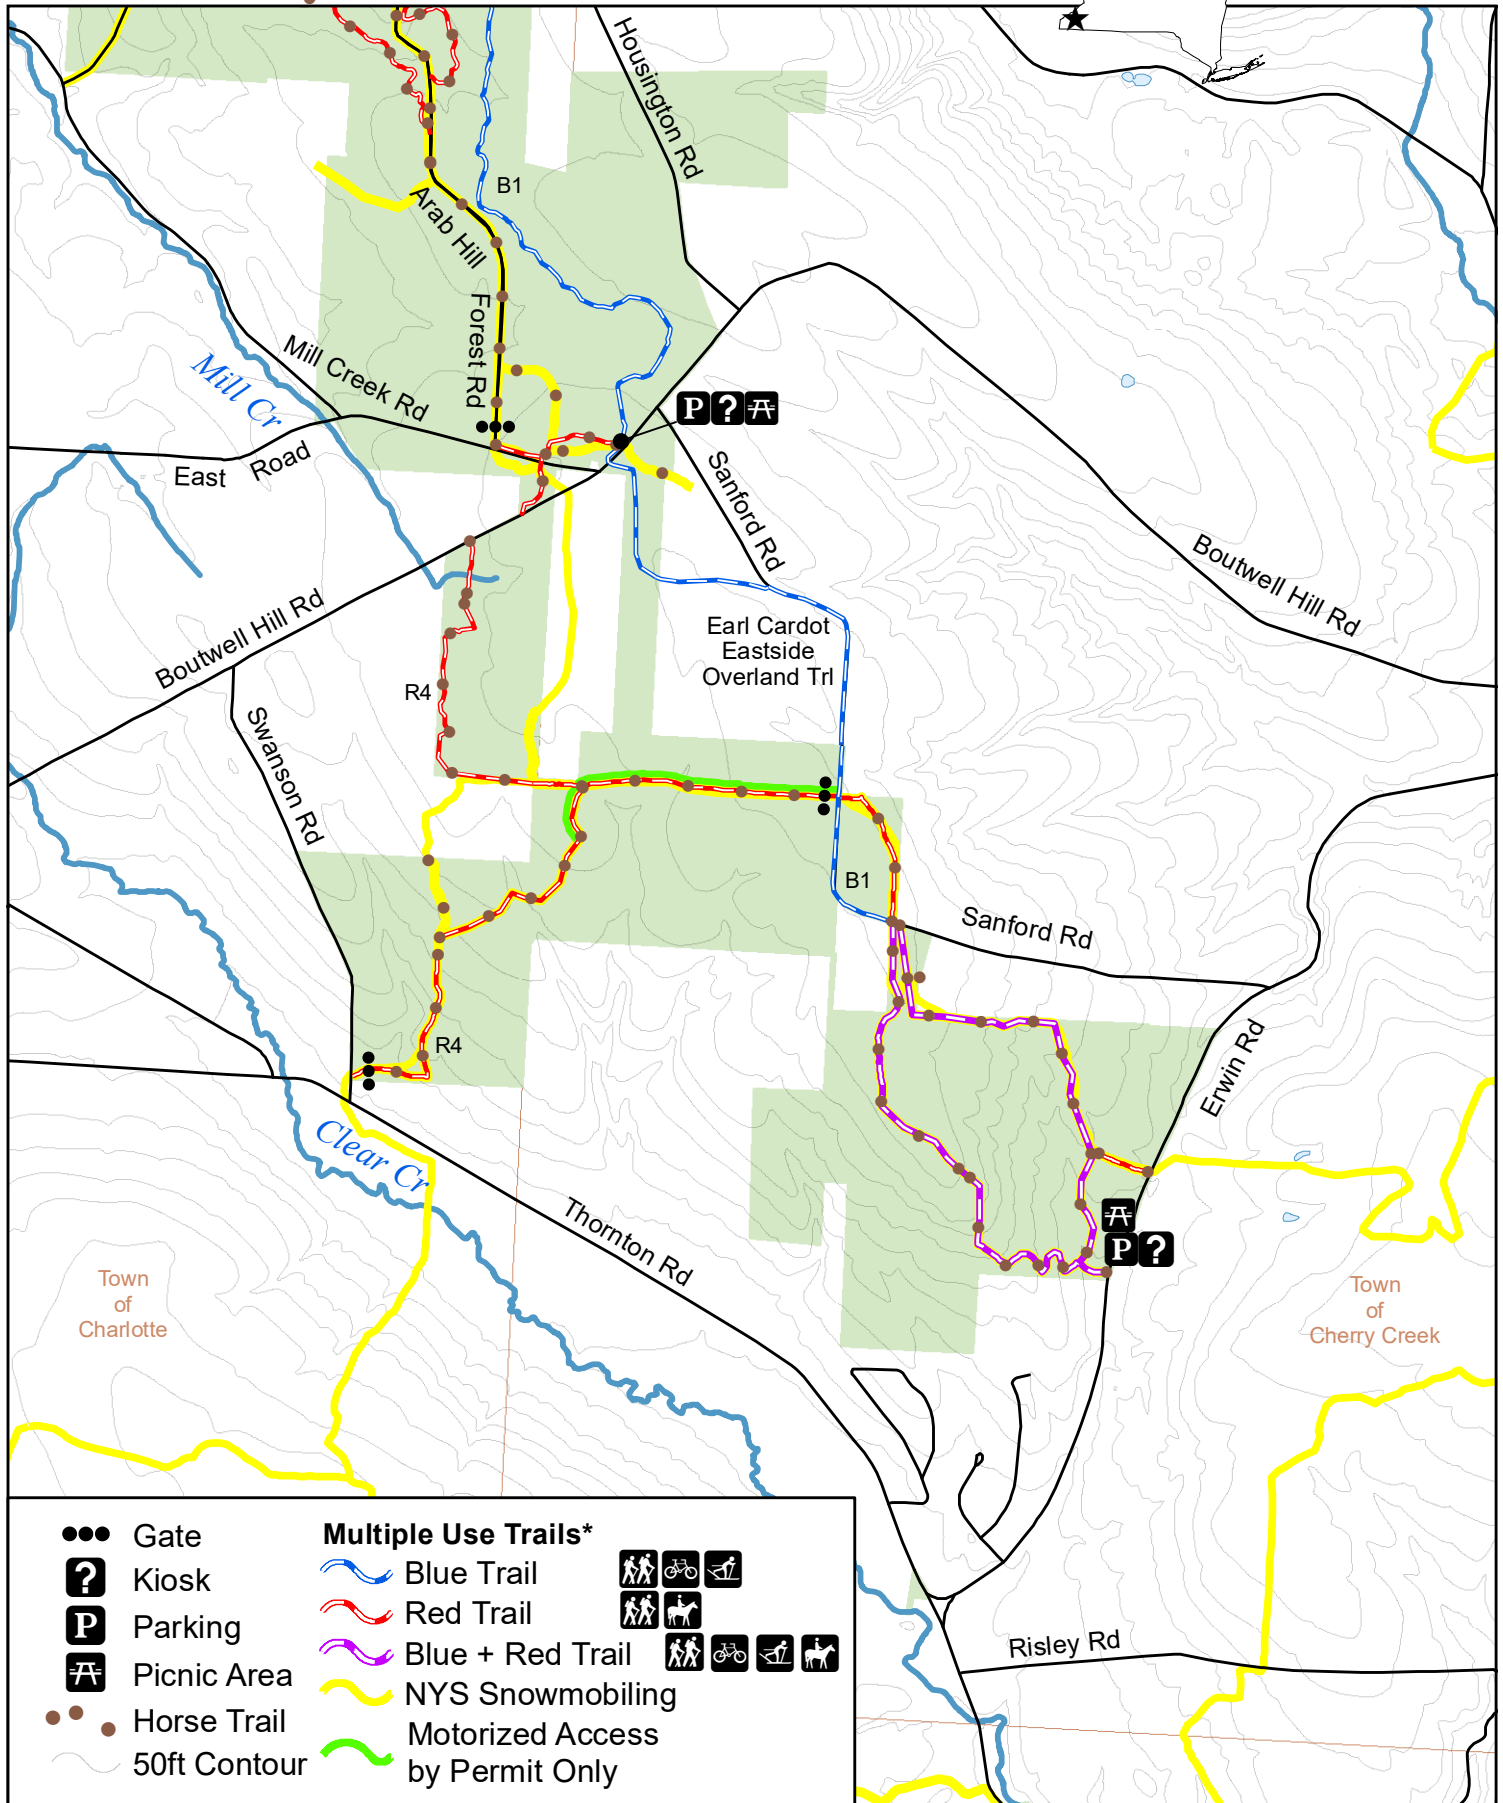 Housington Rd
B1
Arab Hill
Forest Rd
Mill Creek Rd
Mill Cr
P ?
East Road
Sanford Rd
Boutwell Hill Rd
Boutwell Hill Rd
Earl Cardot
Eastside
Overland Trl
R4
Swanson Rd
B1
Sanford Rd
R4
Erwin Rd
Clear Cr
Thornton Rd
P ?
Town
of
Charlotte
Town
of
Cherry Creek
Risley Rd
Gate
? Kiosk
P Parking
Picnic Area
Horse Trail
50ft Contour
Multiple Use Trails*
Blue Trail
Red Trail
Blue + Red Trail
NYS Snowmobiling
Motorized Access
by Permit Only